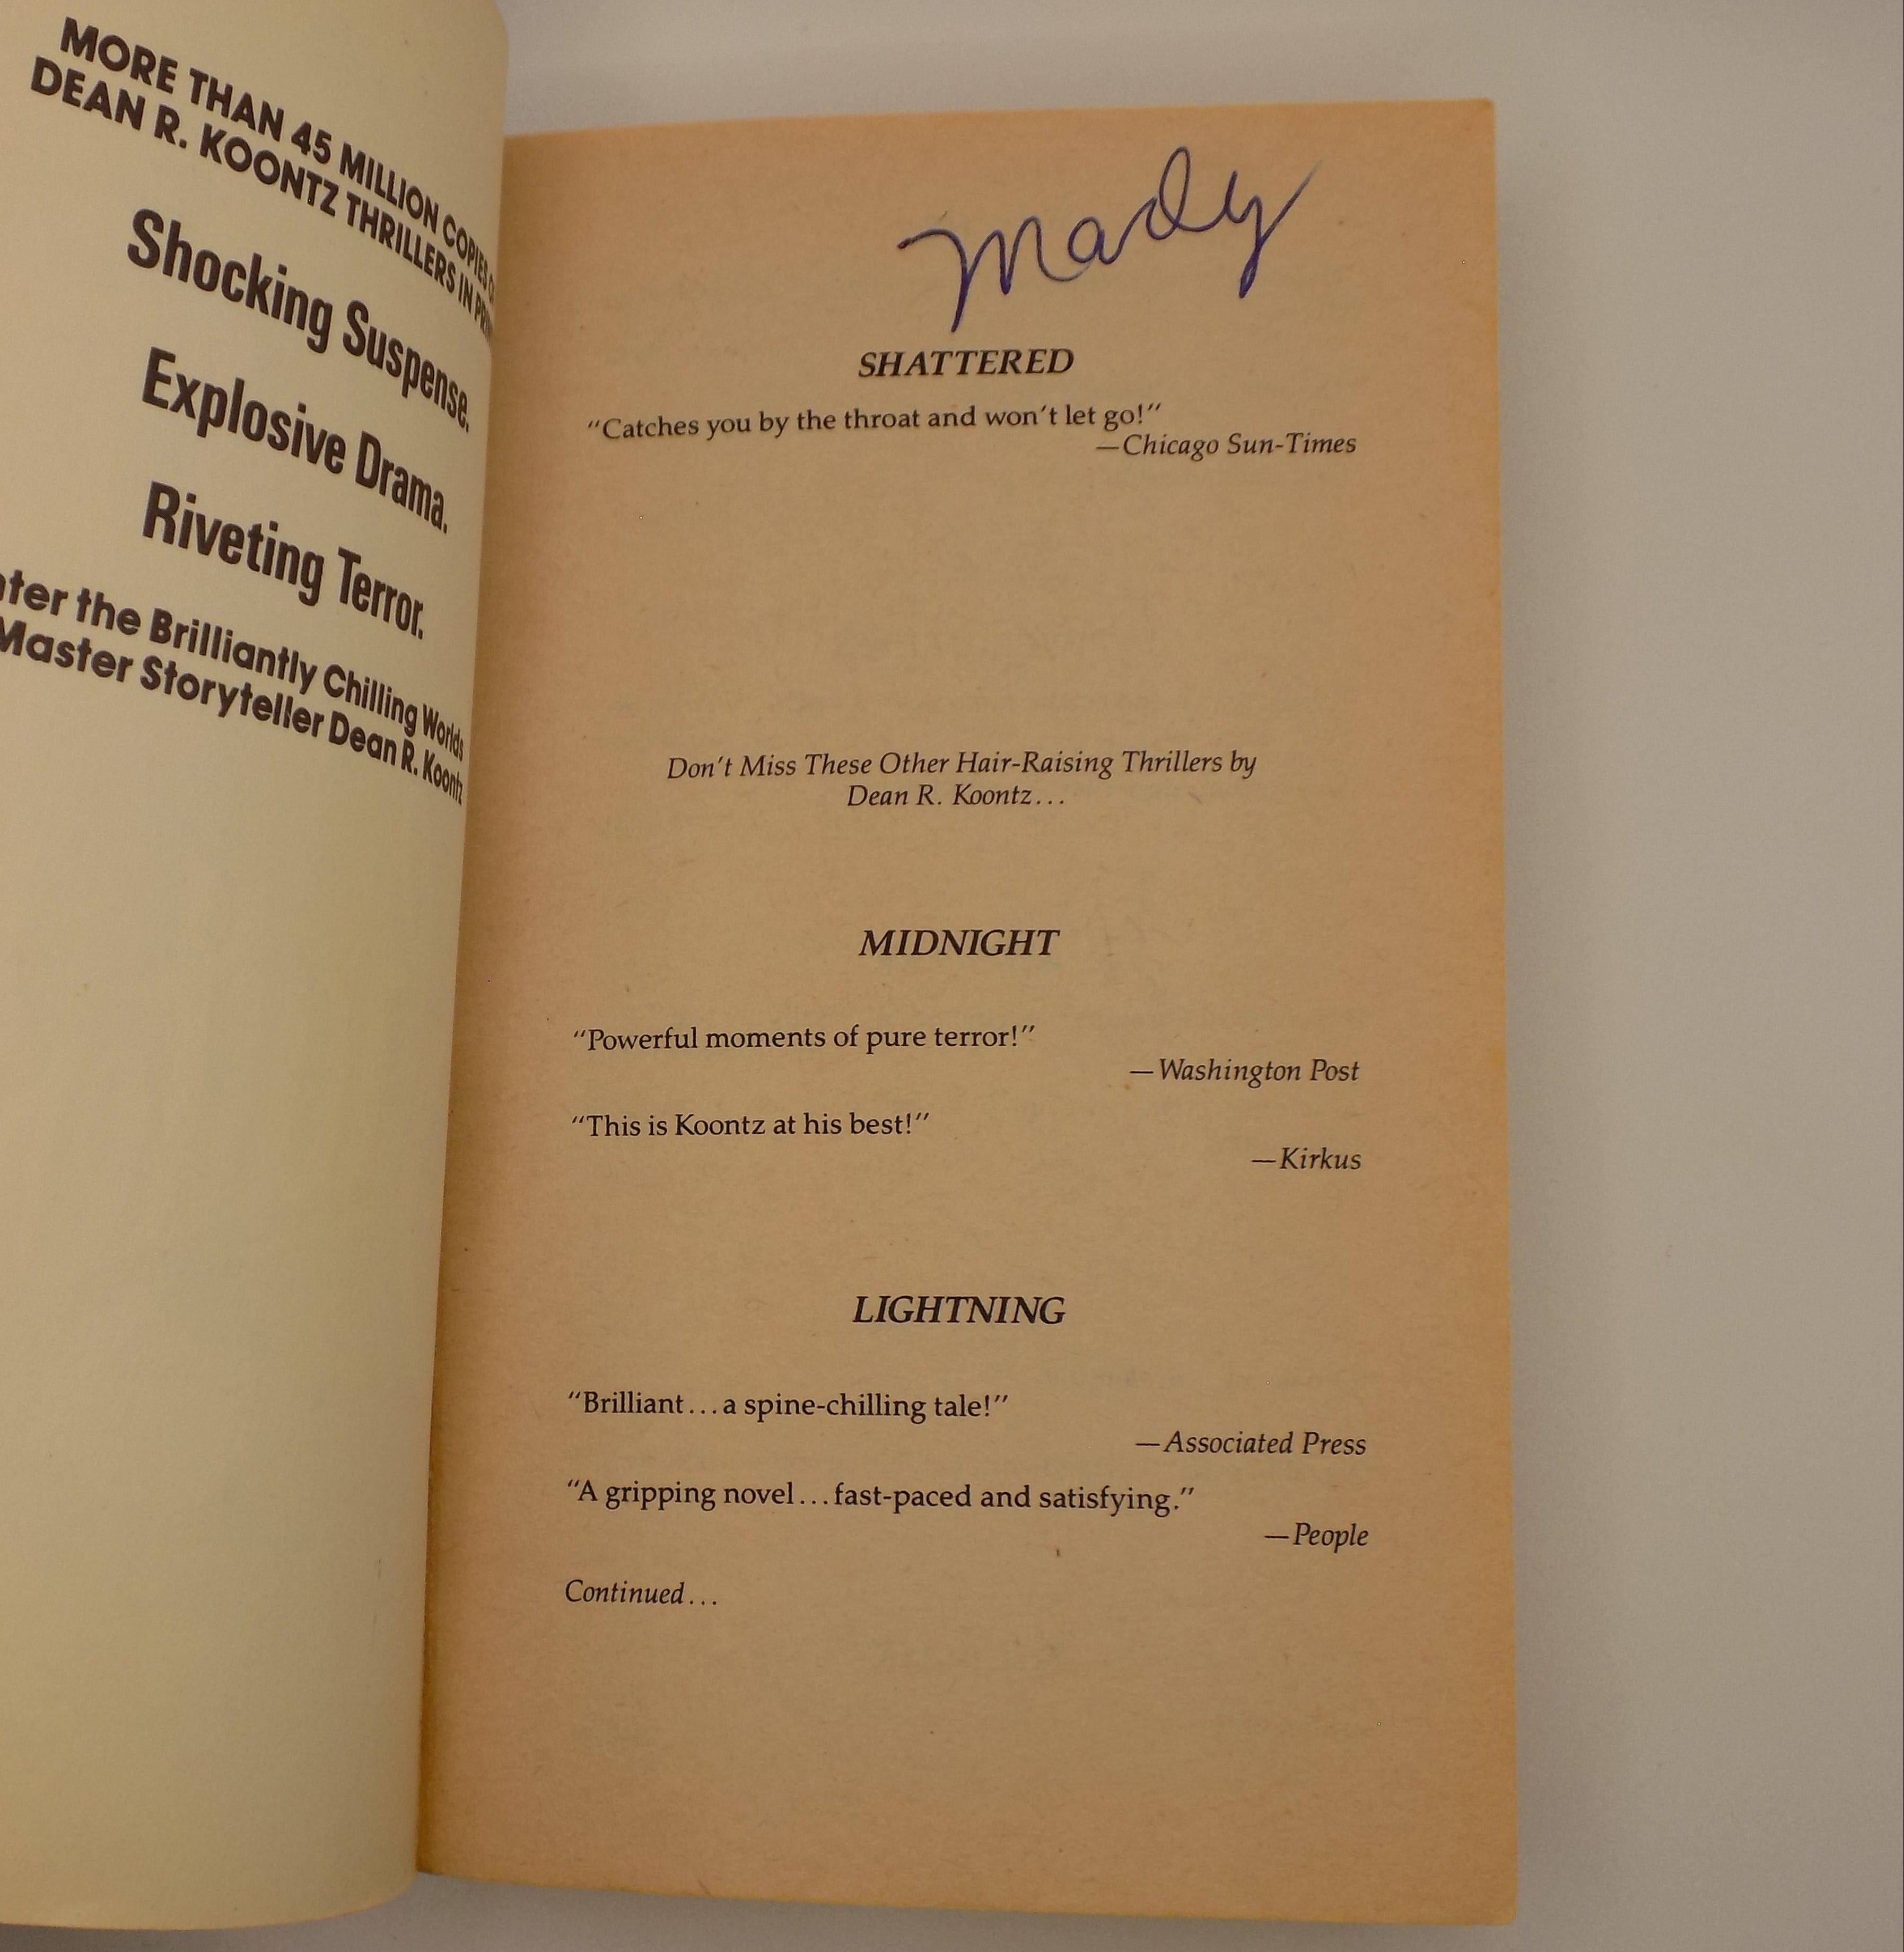 MORE THAN 45 MILLION COPIES
DEAN R. KOONTZ THRILLERS IN
Shocking Suspense.
Explosive Drama.
Riveting Terror.
the Brilliantly Chilling Worlds
Master Storyteller Dean R. Koontz
Mady
SHATTERED
“Catches you by the throat and won’t let go!”
—Chicago Sun-Times
Don’t Miss These Other Hair-Raising Thrillers by
Dean R. Koontz...
MIDNIGHT
“Powerful moments of pure terror!”
—Washington Post
“This is Koontz at his best!”
—Kirkus
LIGHTNING
“Brilliant...a spine-chilling tale!”
—Associated Press
“A gripping novel...fast-paced and satisfying.”
—People
Continued...